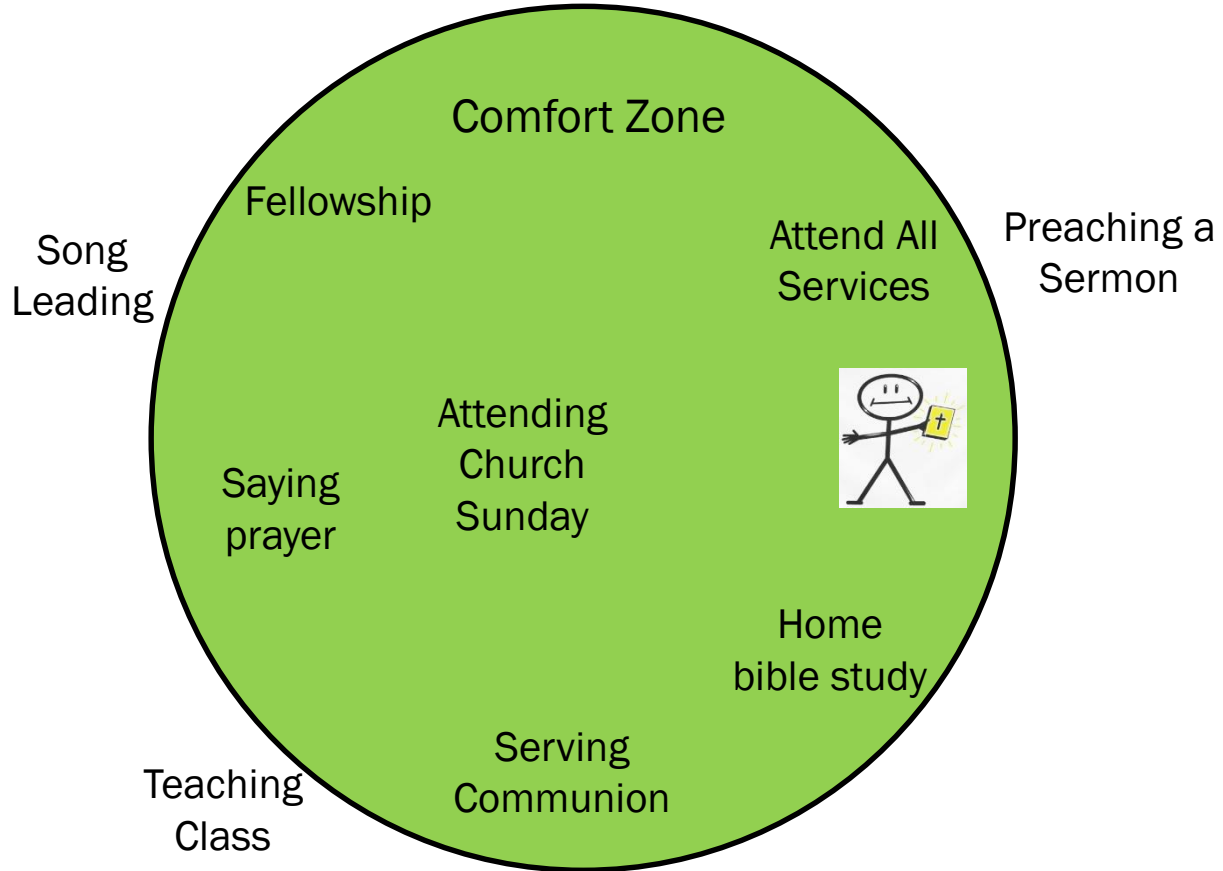 Comfort Zone
Fellowship
Song
Leading
Attend All
Services
Preaching a
Sermon
Attending
Church
Sunday
Saying
prayer
Home
bible study
Serving
Communion
Teaching
Class